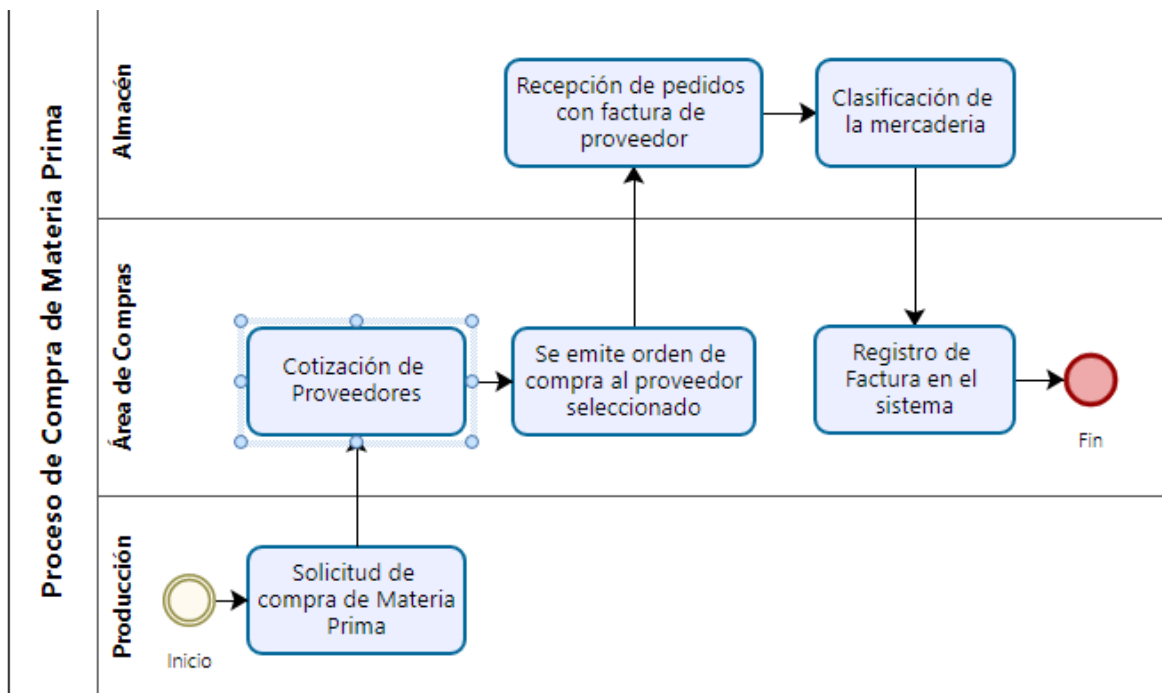 Proceso de Compra de Materia Prima
Almacén
Recepción de pedidos
con factura de
proveedor
Clasificación de
la mercaderia
Área de Compras
Cotización de
Proveedores
Se emite orden de
compra al proveedor
seleccionado
Registro de
Factura en el
sistema
Fin
Producción
Inicio
Solicitud de
compra de Materia
Prima